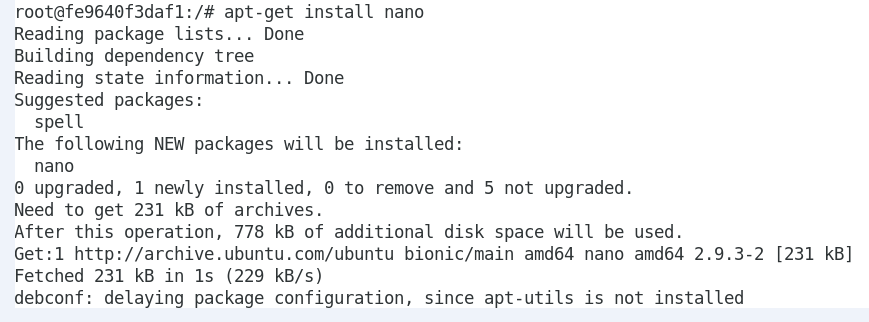 root@fe9640f3daf1:/# apt-get install nano
Reading package lists... Done
Building dependency tree
Reading state information... Done
Suggested packages:
  spell
The following NEW packages will be installed:
  nano
0 upgraded, 1 newly installed, 0 to remove and 5 not upgraded.
Need to get 231 kB of archives.
After this operation, 778 kB of additional disk space will be used.
Get:1 http://archive.ubuntu.com/ubuntu bionic/main amd64 nano amd64 2.9.3-2 [231 kB]
Fetched 231 kB in 1s (229 kB/s)
debconf: delaying package configuration, since apt-utils is not installed